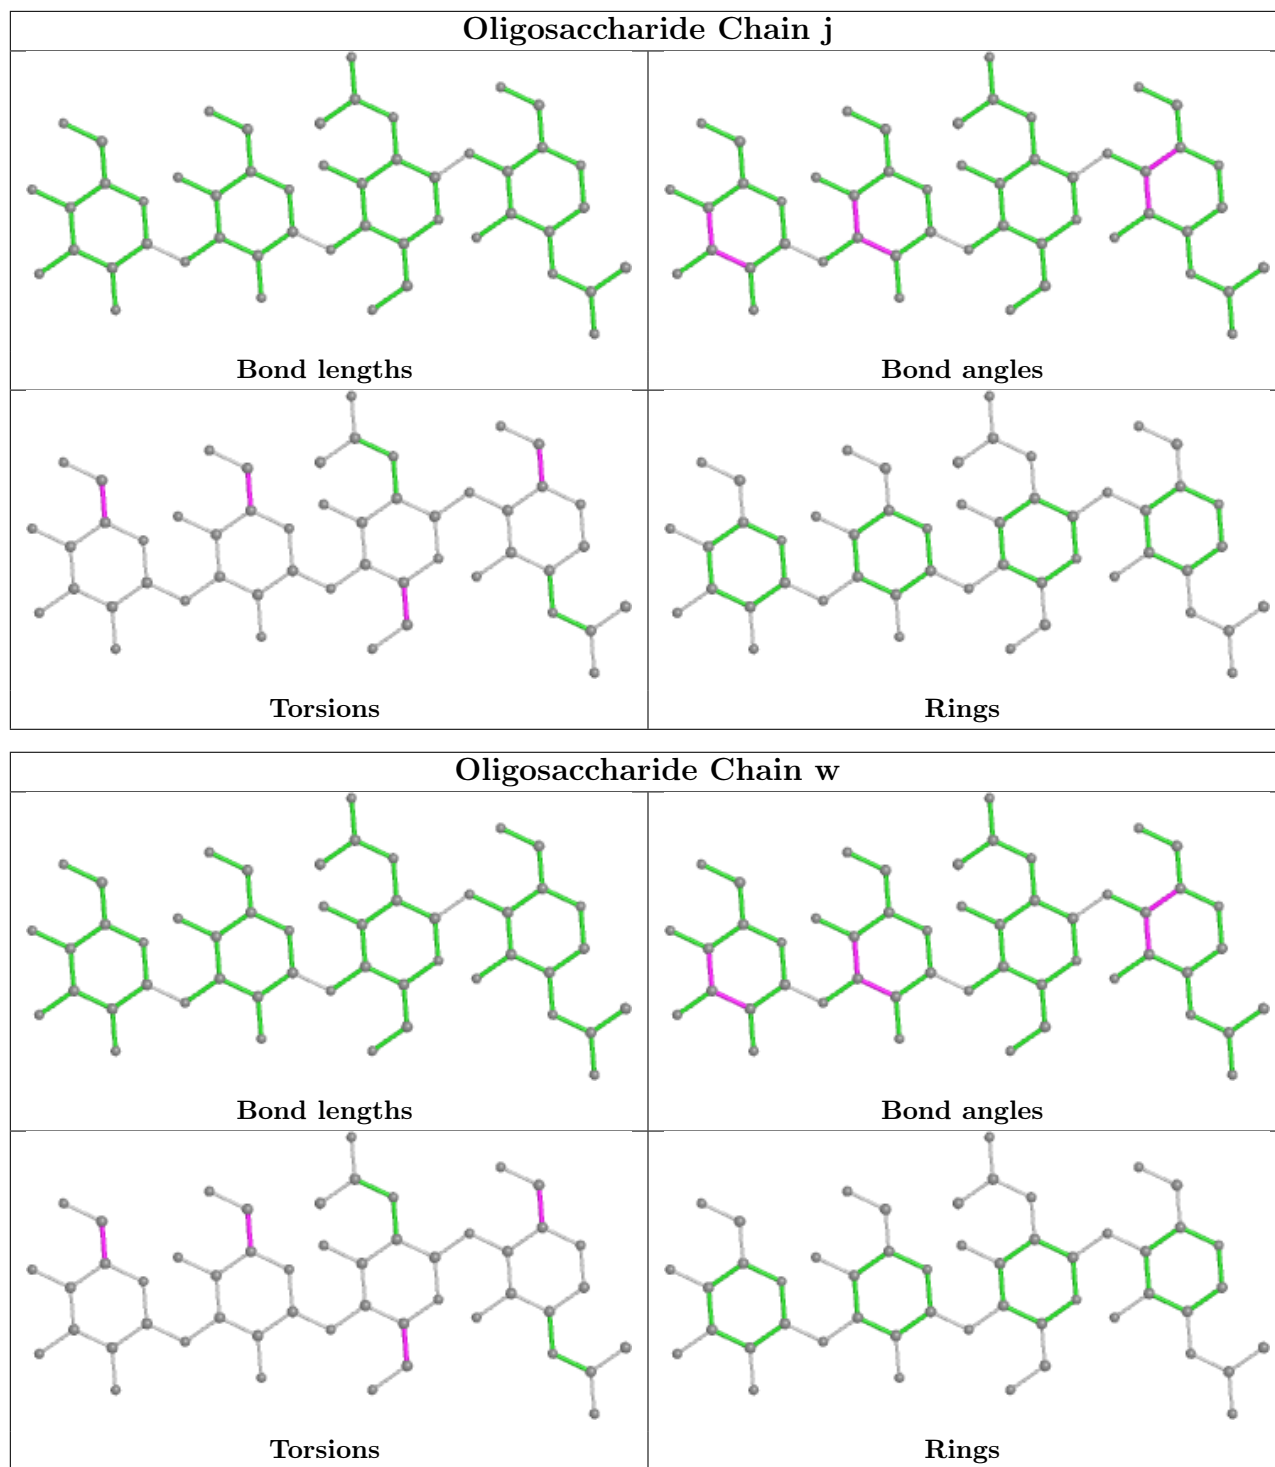 Oligosaccharide Chain j
Bond lengths
Bond angles
Torsions
Rings
Oligosaccharide Chain w
Bond lengths
Bond angles
Torsions
Rings